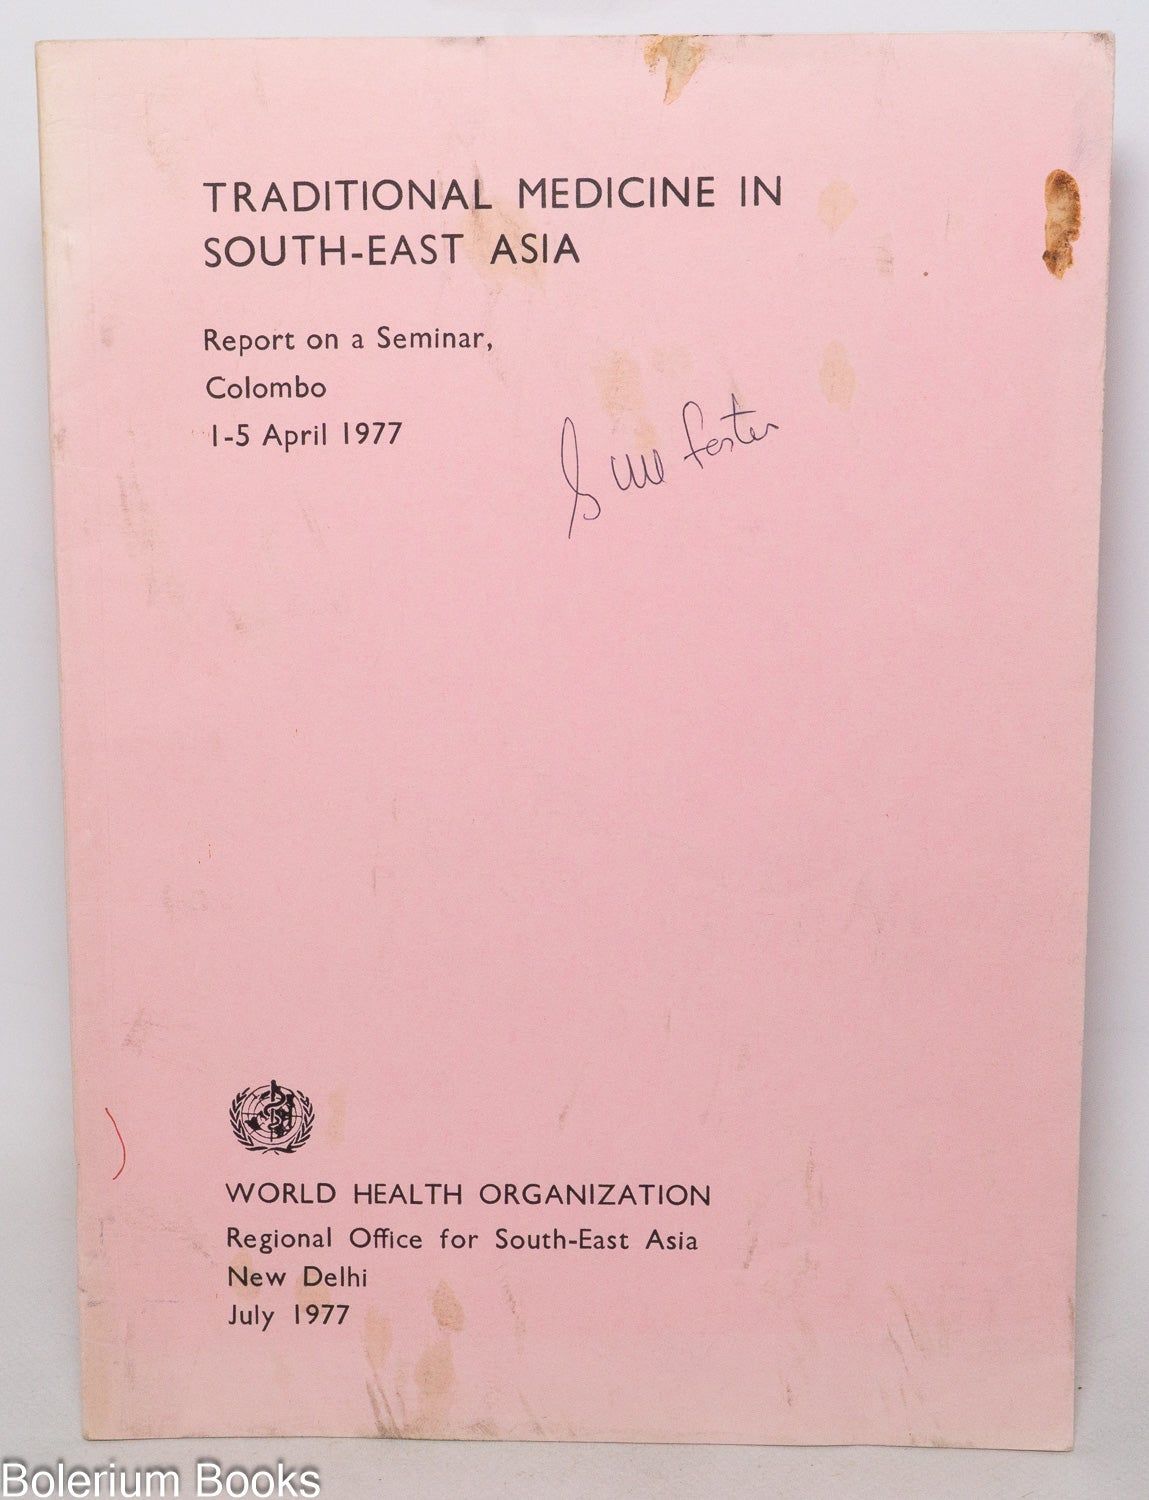 TRADITIONAL MEDICINE IN
SOUTH-EAST ASIA
Report on a Seminar,
Colombo
1-5 April 1977
Foster
WORLD HEALTH ORGANIZATION
Regional Office for South-East Asia
New Delhi
July 1977
Bolerium Books